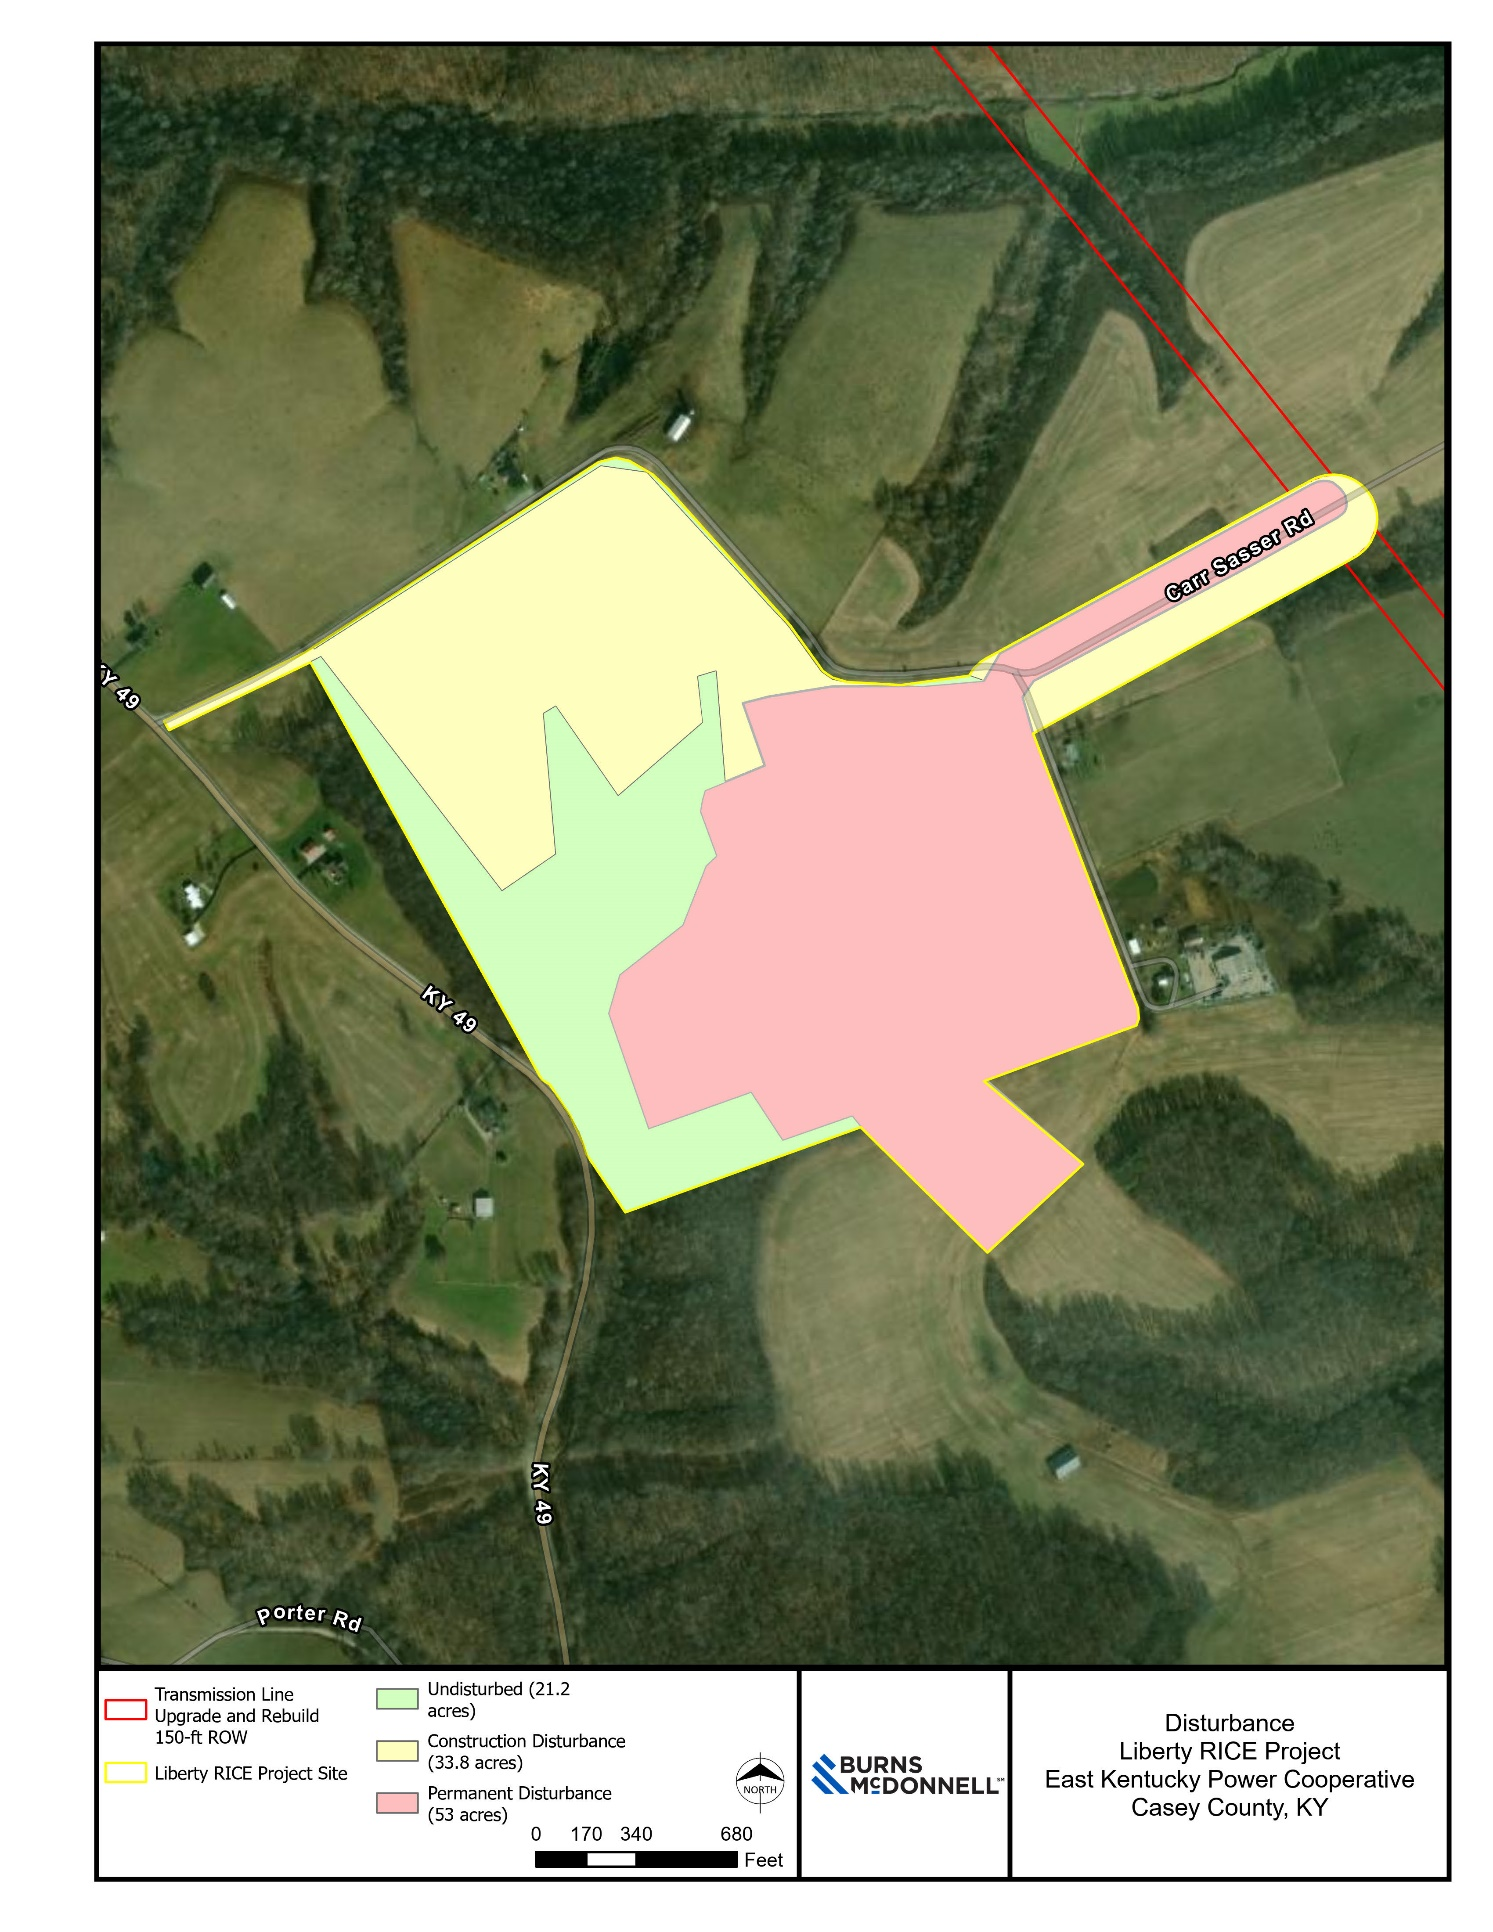 Carr Sasser Rd
KY 49
KY 49
KY 49
Porter Rd
Transmission Line
Upgrade and Rebuild
150-ft ROW
Liberty RICE Project Site
Undisturbed (21.2
acres)
Construction Disturbance
(33.8 acres)
Permanent Disturbance
(53 acres)
NORTH
0 170 340 680
Feet
BURNS
McDONNELL℠
Disturbance
Liberty RICE Project
East Kentucky Power Cooperative
Casey County, KY